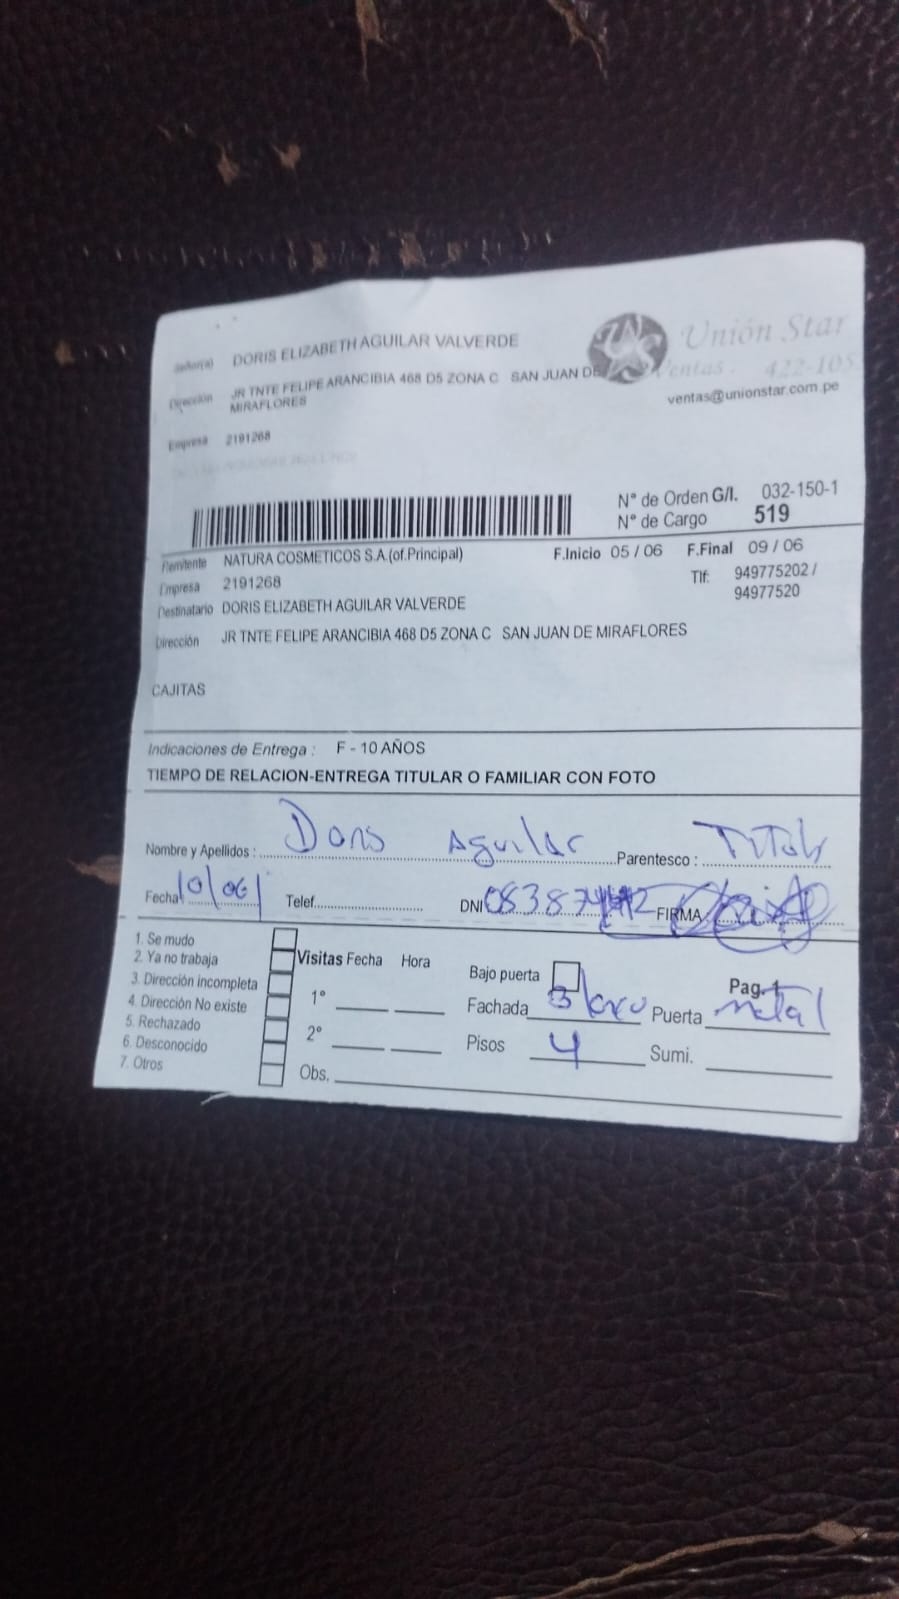 Señor(a) DORIS ELIZABETH AGUILAR VALVERDE
Unión Star
Dirección JR TNTE FELIPE ARANCIBIA 468 D5 ZONA C SAN JUAN DE
MIRAFLORES
Ventas : 422-105
ventas@unionstar.com.pe
Empresa 2191268
N° de Orden G/I. 032-150-1
N° de Cargo 519
Remitente NATURA COSMETICOS S.A.(of.Principal) F.Inicio 05 / 06 F.Final 09 / 06
Empresa 2191268
Tlf: 949775202 /
94977520
Destinatario DORIS ELIZABETH AGUILAR VALVERDE
Dirección JR TNTE FELIPE ARANCIBIA 468 D5 ZONA C SAN JUAN DE MIRAFLORES
CAJITAS
Indicaciones de Entrega : F - 10 AÑOS
TIEMPO DE RELACION-ENTREGA TITULAR O FAMILIAR CON FOTO
Nombre y Apellidos : Doris Aguilar Parentesco : Titular
Fecha 10/06/ Telef. DNI FIRMA:
1. Se mudo
2. Ya no trabaja
3. Dirección incompleta
4. Dirección No existe
5. Rechazado
6. Desconocido
7. Otros
Visitas Fecha Hora
1°
2°
Obs.
Bajo puerta Pag. 1
Fachada Blanco Puerta metal
Pisos 4 Sumi.